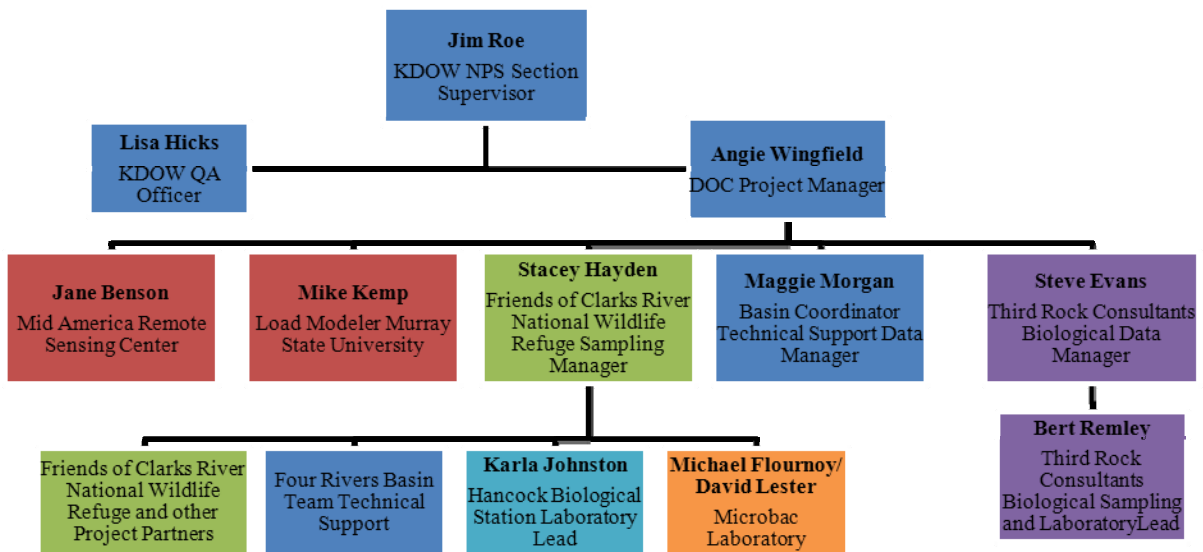 Jim Roe
KDOW NPS Section
Supervisor
Lisa Hicks
KDOW QA
Officer
Angie Wingfield
DOC Project Manager
Jane Benson
Mid America Remote
Sensing Center
Mike Kemp
Load Modeler Murray
State University
Stacey Hayden
Friends of Clarks River
National Wildlife
Refuge Sampling
Manager
Maggie Morgan
Basin Coordinator
Technical Support Data
Manager
Steve Evans
Third Rock Consultants
Biological Data
Manager
Friends of Clarks River
National Wildlife
Refuge and other
Project Partners
Four Rivers Basin
Team Technical
Support
Karla Johnston
Hancock Biological
Station Laboratory
Lead
Michael Flournoy/
David Lester
Microbac
Laboratory
Bert Remley
Third Rock
Consultants
Biological Sampling
and LaboratoryLead